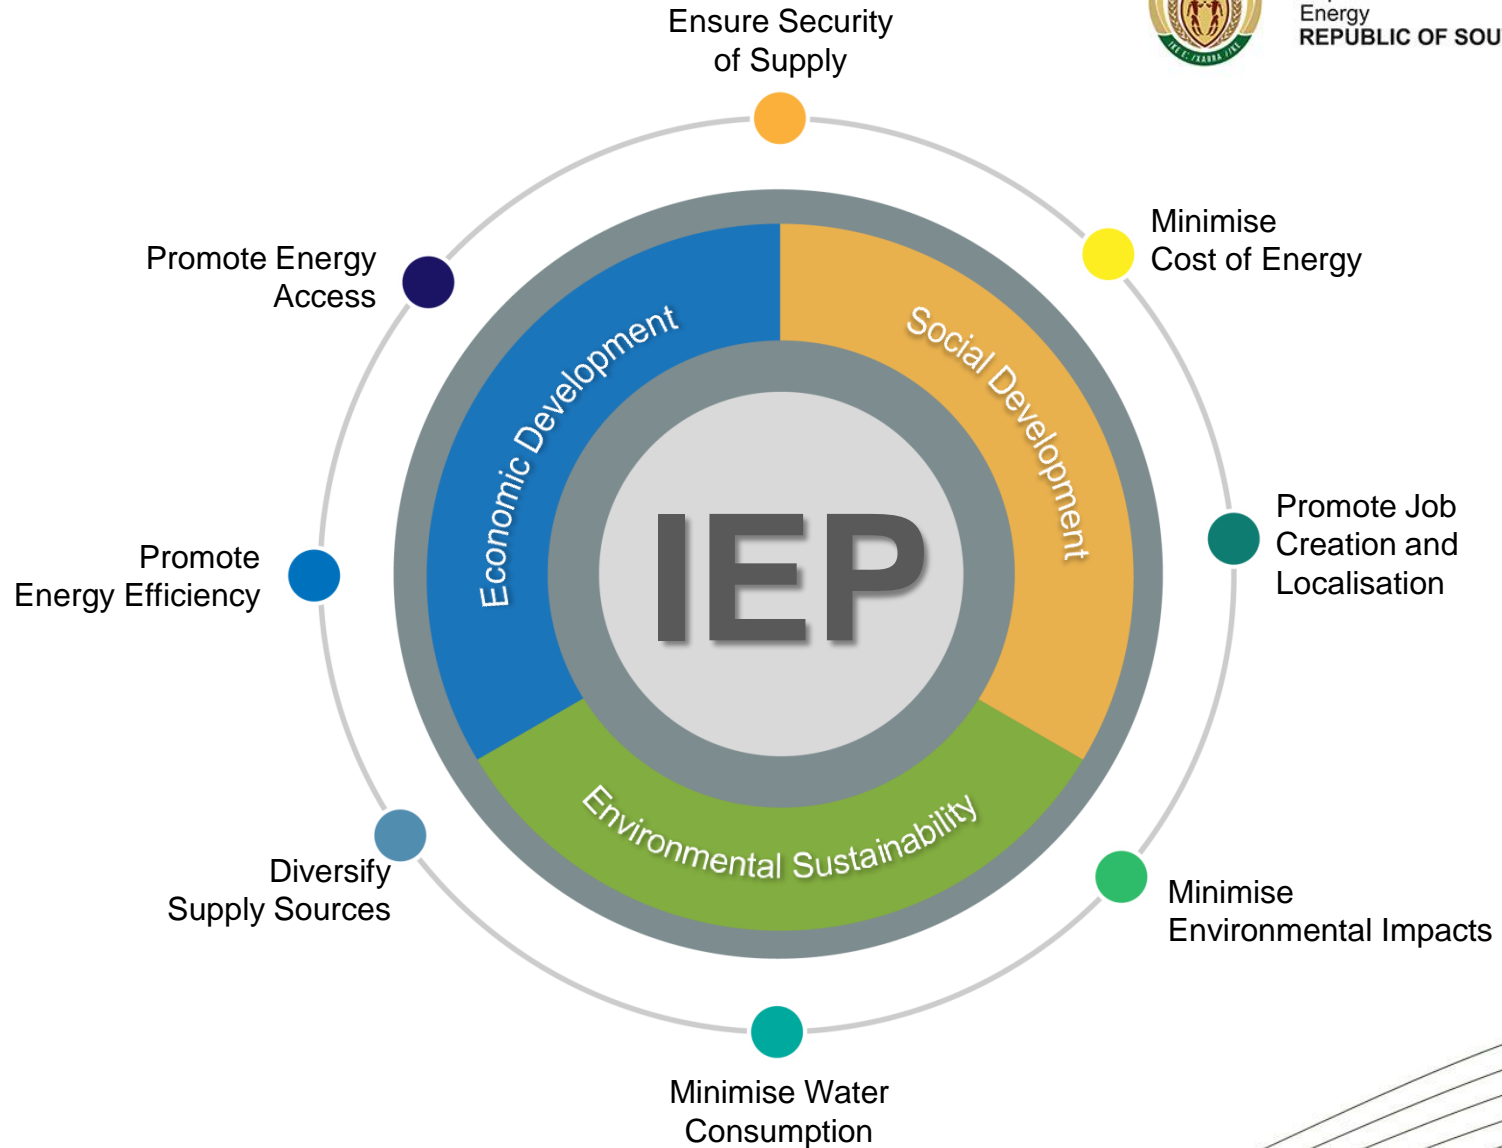 Ensure Security
of Supply
Energy
REPUBLIC OF
Minimise
Cost of Energy
Promote Energy
Access
Economic Development
Social Development
IEP
Promote Job
Creation and
Localisation
Promote
Energy Efficiency
Environmental Sustainability
Diversify
Supply Sources
Minimise
Environmental Impacts
Minimise Water
Consumption